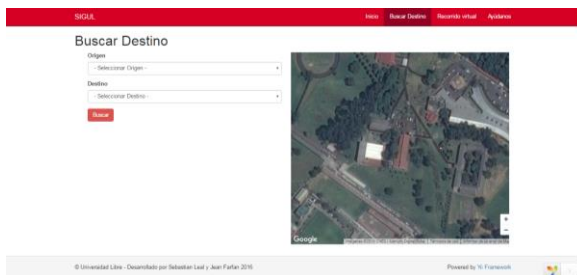 SIGUL Inicio Buscar Destino Recorrido virtual Ayúdanos
Buscar Destino
Origen
- Seleccionar Origen -
Destino
- Seleccionar Destino -
Buscar
Google
© Universidad Libre - Desarrollado por Sebastian Leal y Jean Farfan 2016 Powered by Yii Framework